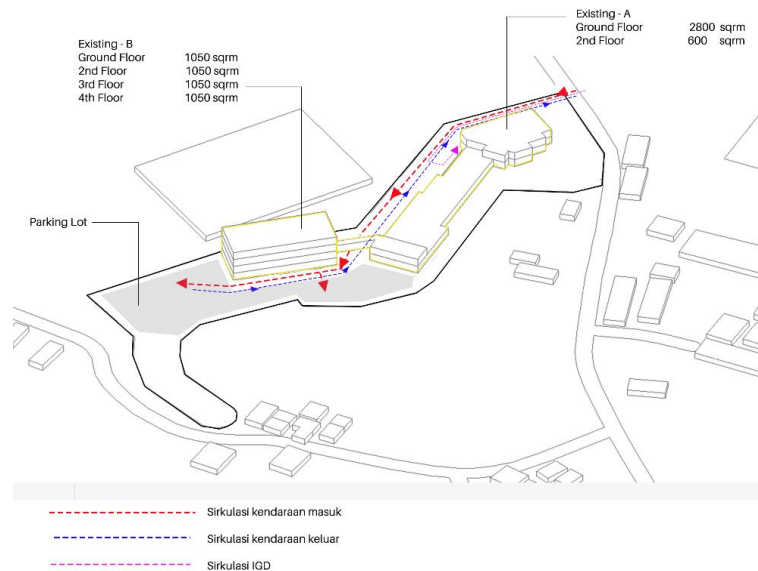 Existing - A
Ground Floor 2800 sqrm
2nd Floor 600 sqrm
Existing - B
Ground Floor 1050 sqrm
2nd Floor 1050 sqrm
3rd Floor 1050 sqrm
4th Floor 1050 sqrm
Parking Lot
Sirkulasi kendaraan masuk
Sirkulasi kendaraan keluar
Sirkulasi IGD